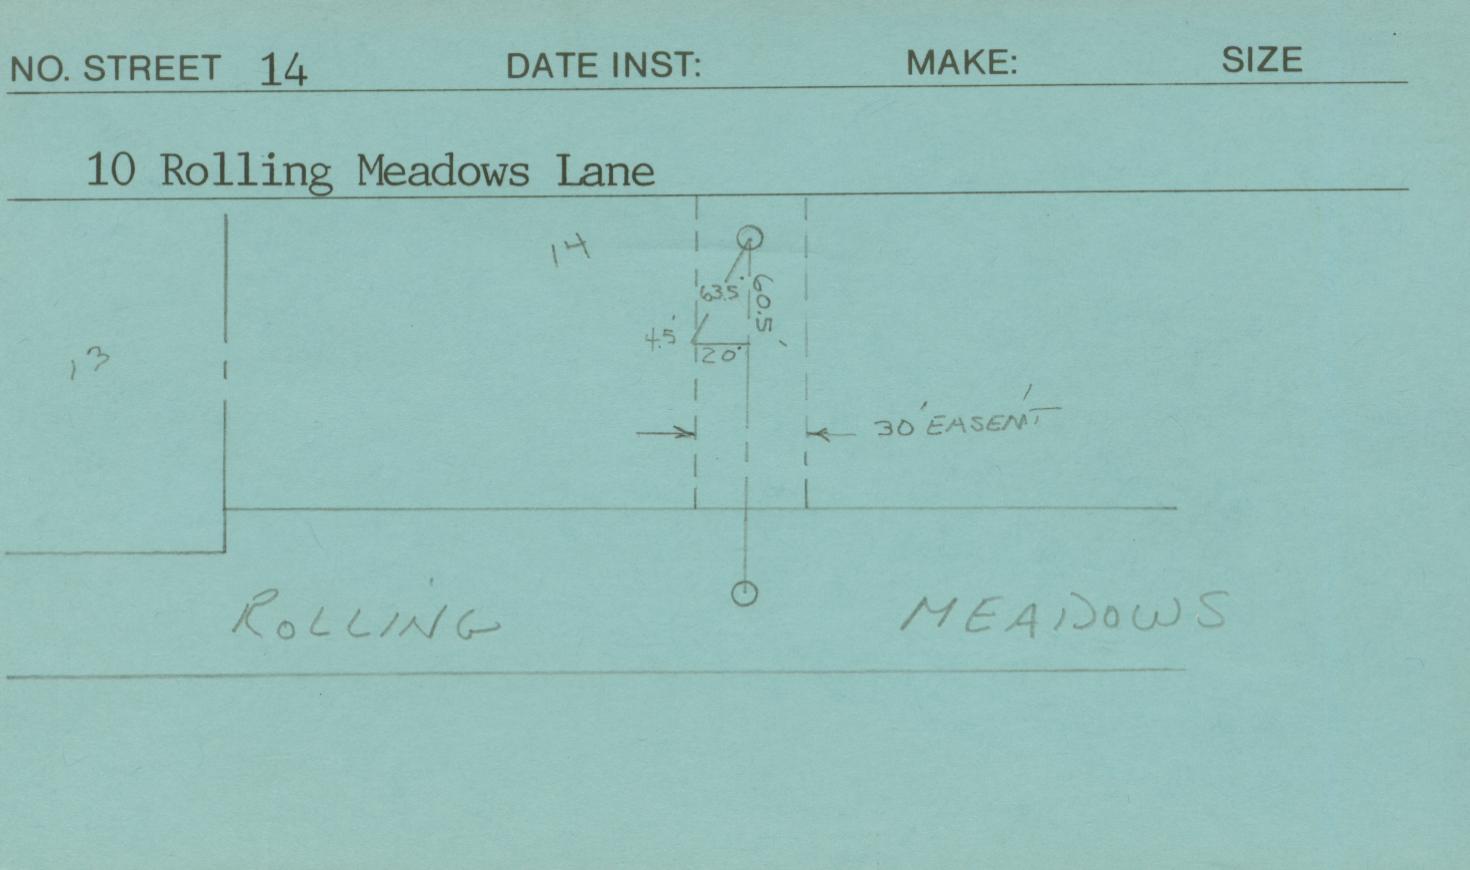 NO. STREET 14 DATE INST: MAKE: SIZE
10 Rolling Meadows Lane
14
63.5'
60.5'
4.5'
20'
13
30' EASEM'T
ROLLING MEADOWS